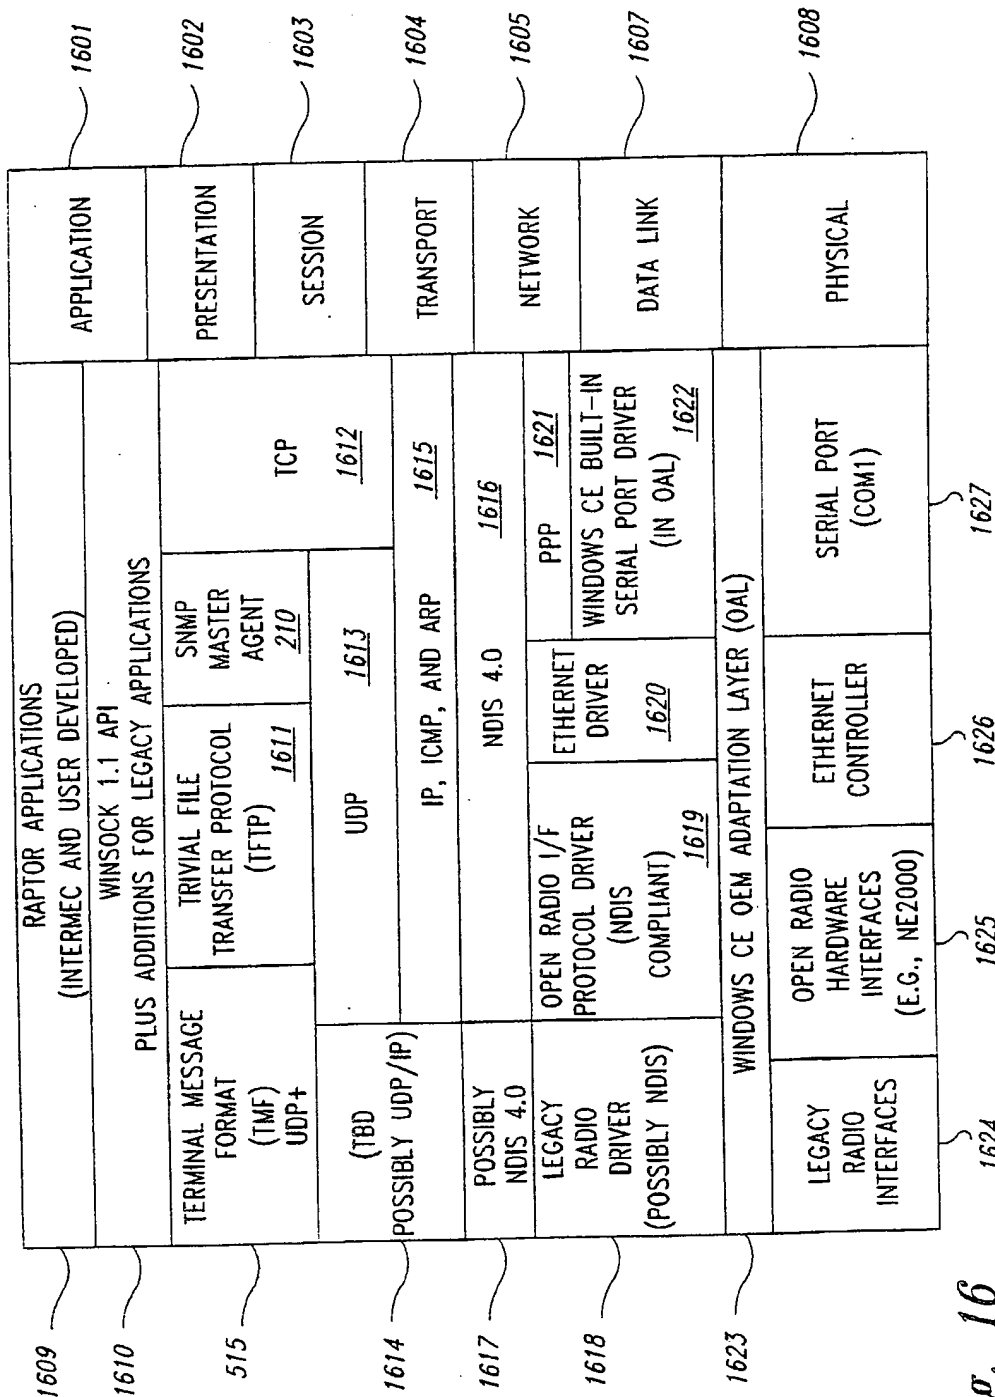 RAPTOR APPLICATIONS
(INTERMEC AND USER DEVELOPED)
APPLICATION
1601
1609
WINSOCK 1.1 API
PLUS ADDITIONS FOR LEGACY APPLICATIONS
1610
PRESENTATION
1602
TERMINAL MESSAGE
FORMAT
(TMF)
UDP+
515
TRIVIAL FILE
TRANSFER PROTOCOL
(TFTP)
1611
SNMP
MASTER
AGENT
210
TCP
1612
SESSION
1603
(TBD
POSSIBLY UDP/IP)
1614
UDP
1613
TRANSPORT
1604
IP, ICMP, AND ARP
1615
POSSIBLY
NDIS 4.0
1617
NDIS 4.0
1616
NETWORK
1605
LEGACY
RADIO
DRIVER
(POSSIBLY NDIS)
1618
OPEN RADIO I/F
PROTOCOL DRIVER
(NDIS
COMPLIANT)
1619
ETHERNET
DRIVER
1620
PPP
1621
WINDOWS CE BUILT-IN
SERIAL PORT DRIVER
(IN OAL)
1622
DATA LINK
1607
WINDOWS CE OEM ADAPTATION LAYER (OAL)
1623
LEGACY
RADIO
INTERFACES
1624
OPEN RADIO
HARDWARE
INTERFACES
(E.G., NE2000)
1625
ETHERNET
CONTROLLER
1626
SERIAL PORT
(COM1)
1627
PHYSICAL
1608
16